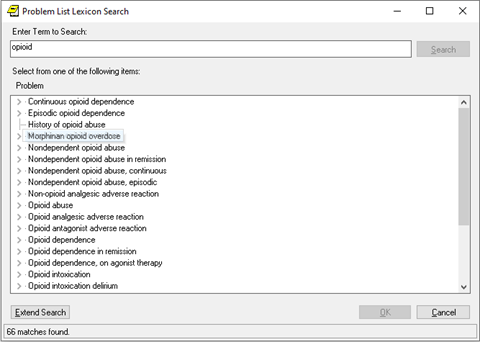 Problem List Lexicon Search
Enter Term to Search:
opioid
Search
Select from one of the following items:
Problem
Continuous opioid dependence
Episodic opioid dependence
History of opioid abuse
Morphinan opioid overdose
Nondependent opioid abuse
Nondependent opioid abuse in remission
Nondependent opioid abuse, continuous
Nondependent opioid abuse, episodic
Non-opioid analgesic adverse reaction
Opioid abuse
Opioid analgesic adverse reaction
Opioid antagonist adverse reaction
Opioid dependence
Opioid dependence in remission
Opioid dependence, on agonist therapy
Opioid intoxication
Opioid intoxication delirium
Extend Search
OK
Cancel
66 matches found.